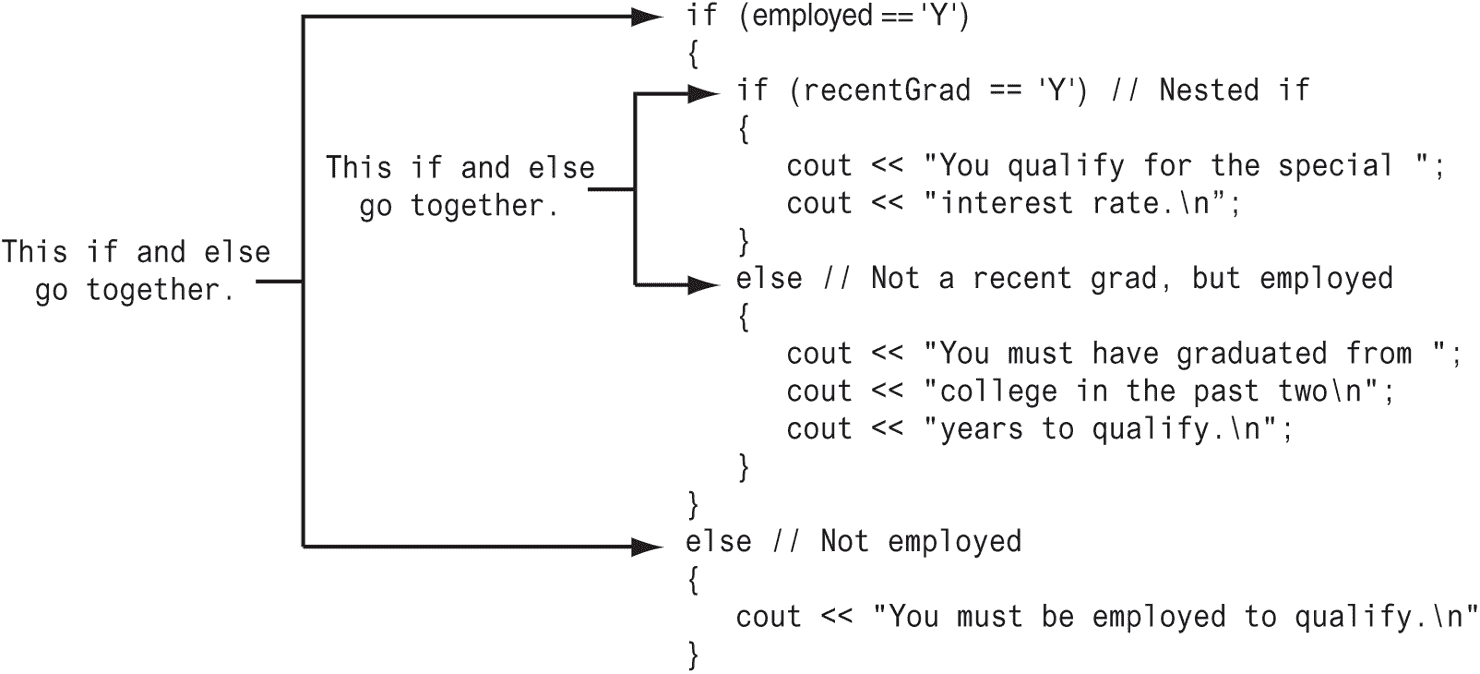 if (employed == 'Y')
{
if (recentGrad == 'Y') // Nested if
{
cout << "You qualify for the special ";
cout << "interest rate.\n”;
}
else // Not a recent grad, but employed
{
cout << "You must have graduated from ";
cout << "college in the past two\n";
cout << "years to qualify.\n";
}
}
else // Not employed
{
cout << "You must be employed to qualify.\n"
}
This if and else
go together.
This if and else
go together.